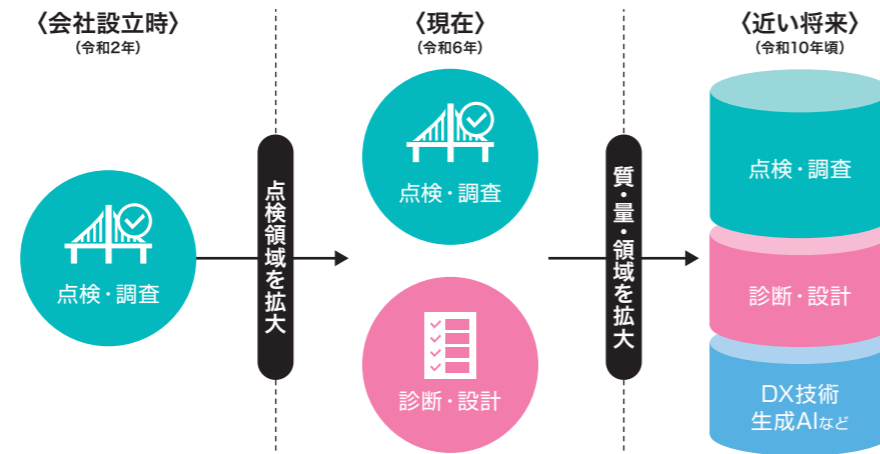 〈会社設立時〉
(令和2年)
点検・調査
点検領域を拡大
〈現在〉
(令和6年)
点検・調査
診断・設計
質・量・領域を拡大
〈近い将来〉
(令和10年頃)
点検・調査
診断・設計
DX技術
生成AIなど